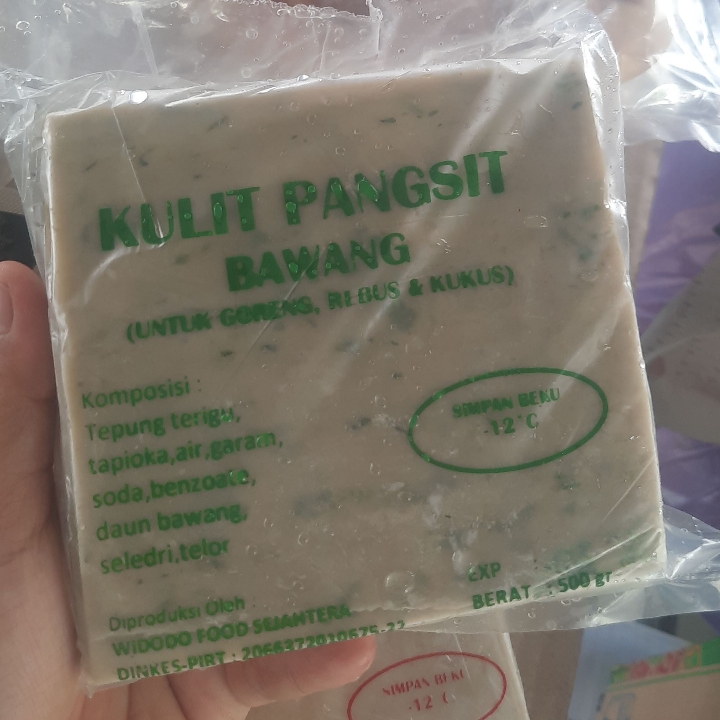 KULIT PANGSIT
BAWANG
(UNTUK GORENG, REBUS & KUKUS)
Komposisi :
Tepung terigu,
tapioka,air,garam,
soda,benzoate,
daun bawang,
seledri,telor
SIMPAN BEKU
-12°C
EXP :
BERAT : 500 gr
Diproduksi Oleh
WIDODO FOOD SEJAHTERA
DINKES-PIRT :
SIMPAN BEKU
-12 C